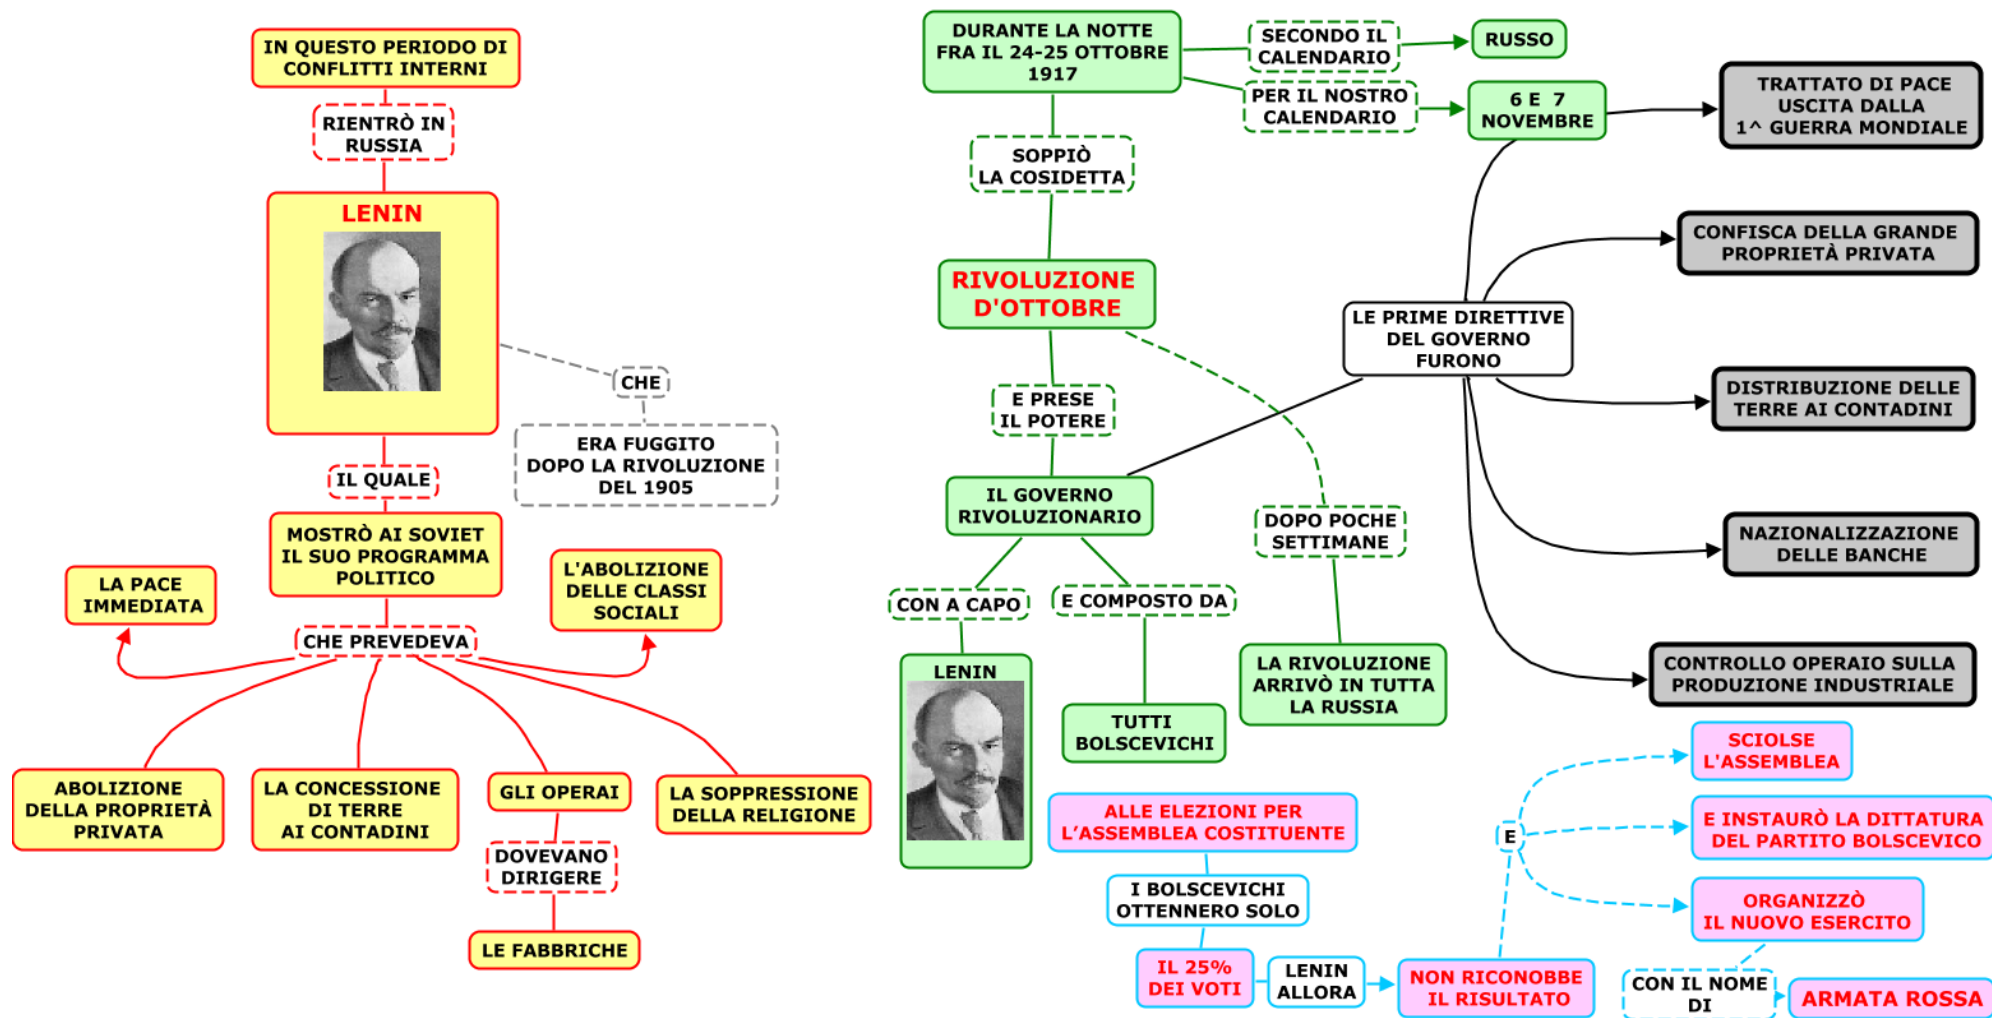 IN QUESTO PERIODO DI
CONFLITTI INTERNI
RIENTRÒ IN
RUSSIA
LENIN
CHE
ERA FUGGITO
DOPO LA RIVOLUZIONE
DEL 1905
IL QUALE
MOSTRÒ AI SOVIET
IL SUO PROGRAMMA
POLITICO
CHE PREVEDEVA
LA PACE
IMMEDIATA
L'ABOLIZIONE
DELLE CLASSI
SOCIALI
ABOLIZIONE
DELLA PROPRIETÀ
PRIVATA
LA CONCESSIONE
DI TERRE
AI CONTADINI
GLI OPERAI
DOVEVANO
DIRIGERE
LE FABBRICHE
LA SOPPRESSIONE
DELLA RELIGIONE
DURANTE LA NOTTE
FRA IL 24-25 OTTOBRE
1917
SECONDO IL
CALENDARIO
RUSSO
PER IL NOSTRO
CALENDARIO
6 E 7
NOVEMBRE
SOPPIÒ
LA COSIDETTA
RIVOLUZIONE
D'OTTOBRE
E PRESE
IL POTERE
IL GOVERNO
RIVOLUZIONARIO
CON A CAPO
LENIN
E COMPOSTO DA
TUTTI
BOLSCEVICHI
DOPO POCHE
SETTIMANE
LA RIVOLUZIONE
ARRIVÒ IN TUTTA
LA RUSSIA
LE PRIME DIRETTIVE
DEL GOVERNO
FURONO
TRATTATO DI PACE
USCITA DALLA
1^ GUERRA MONDIALE
CONFISCA DELLA GRANDE
PROPRIETÀ PRIVATA
DISTRIBUZIONE DELLE
TERRE AI CONTADINI
NAZIONALIZZAZIONE
DELLE BANCHE
CONTROLLO OPERAIO SULLA
PRODUZIONE INDUSTRIALE
ALLE ELEZIONI PER
L'ASSEMBLEA COSTITUENTE
I BOLSCEVICHI
OTTENNERO SOLO
IL 25%
DEI VOTI
LENIN
ALLORA
NON RICONOBBE
IL RISULTATO
E
SCIOLSE
L'ASSEMBLEA
E INSTAURÒ LA DITTATURA
DEL PARTITO BOLSCEVICO
ORGANIZZÒ
IL NUOVO ESERCITO
CON IL NOME
DI
ARMATA ROSSA